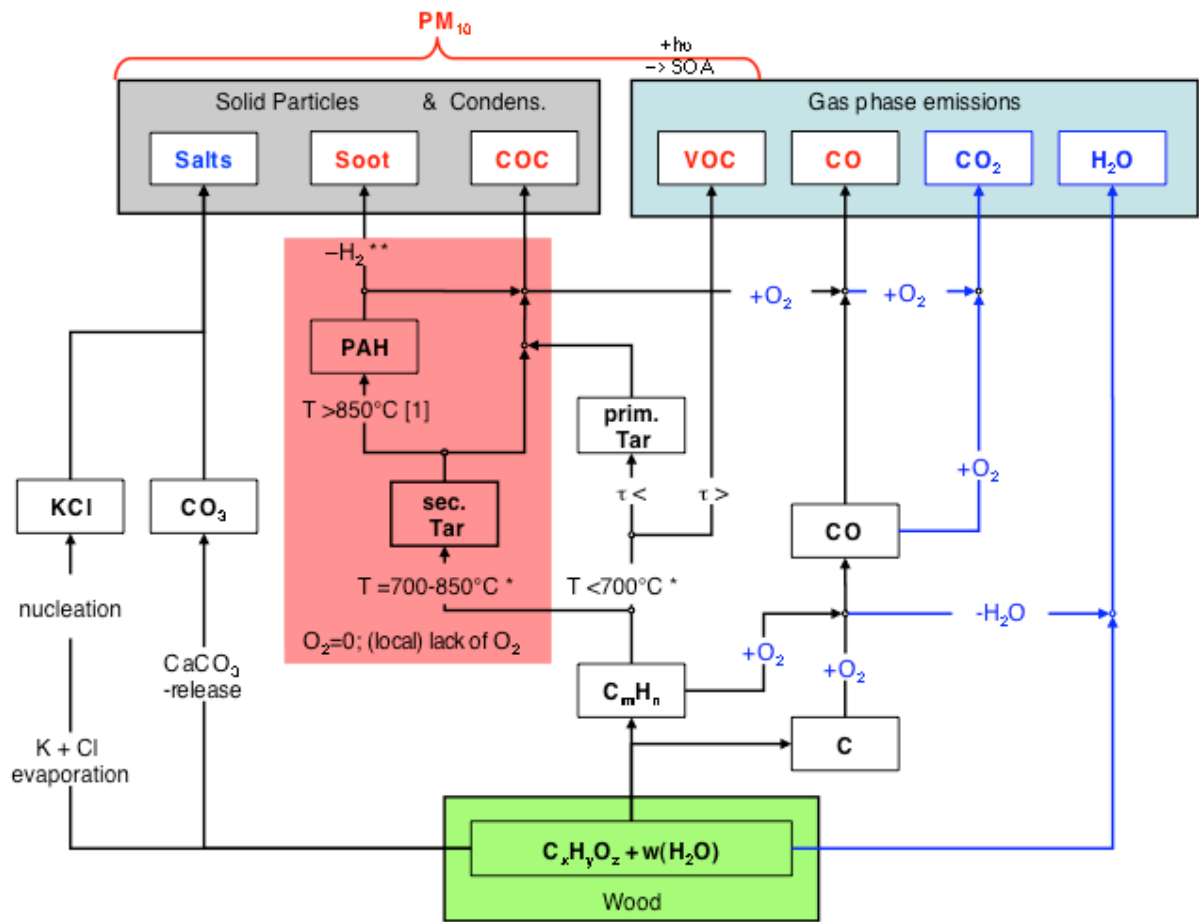 PM₁₀
+hυ
–> SOA
Solid Particles & Condens.
Gas phase emissions
Salts
Soot
COC
VOC
CO
CO₂
H₂O
–H₂ **
+O₂
+O₂
PAH
T >850°C [1]
prim.
Tar
+O₂
KCl
CO₃
sec.
Tar
τ <
τ >
CO
T =700-850°C *
T <700°C *
nucleation
-H₂O
O₂=0; (local) lack of O₂
+O₂
+O₂
CaCO₃
-release
CₘHₙ
C
K + Cl
evaporation
CₓHᵧO₂ + w(H₂O)
Wood